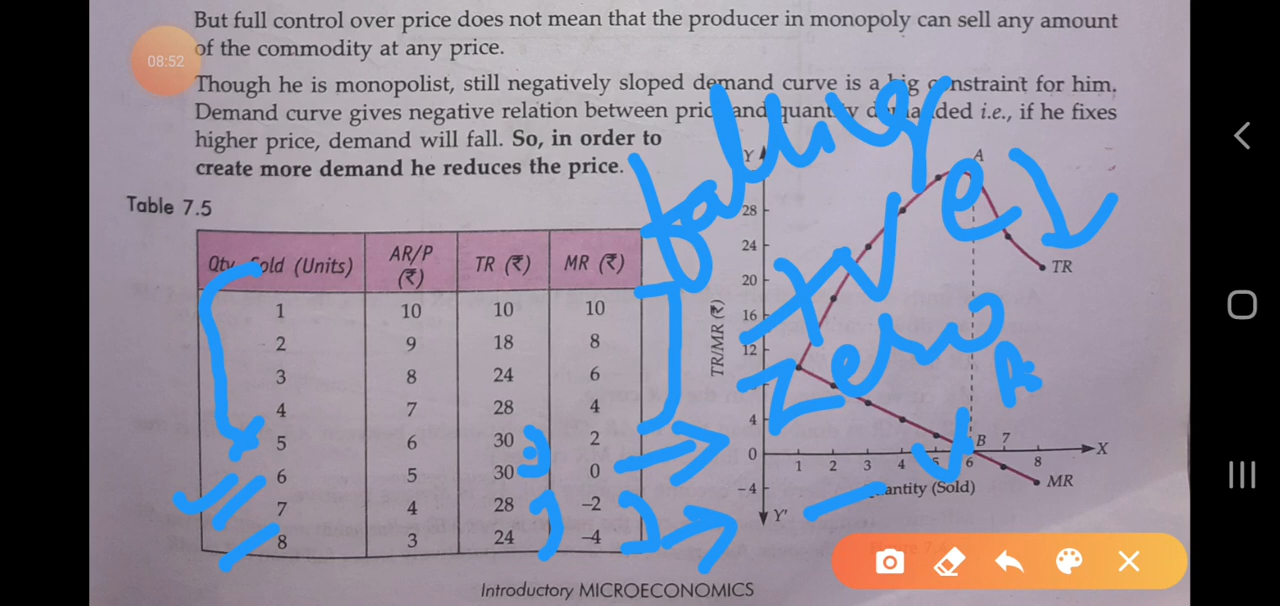 But full control over price does not mean that the producer in monopoly can sell any amount
of the commodity at any price.
08:52
Though he is monopolist, still negatively sloped demand curve is a big constraint for him.
Demand curve gives negative relation between price and quantity demanded i.e., if he fixes
higher price, demand will fall. So, in order to
create more demand he reduces the price.
falling
+ve
zero
Table 7.5
Qty. Sold (Units) AR/P (₹) TR (₹) MR (₹)
1 10 10 10
2 9 18 8
3 8 24 6
4 7 28 4
5 6 30 2
6 5 30 0
7 4 28 −2
8 3 24 −4
Y
A
28
24
20
16
12
4
0
−4
TR/MR (₹)
TR
B
1 2 3 4 5 6 7 8
X
MR
Quantity (Sold)
Y'
Introductory MICROECONOMICS